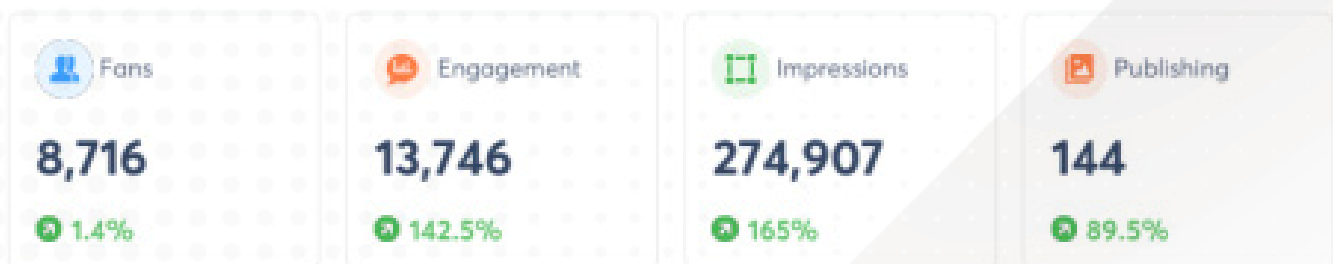 Fans
8,716
1.4%
Engagement
13,746
142.5%
Impressions
274,907
165%
Publishing
144
89.5%